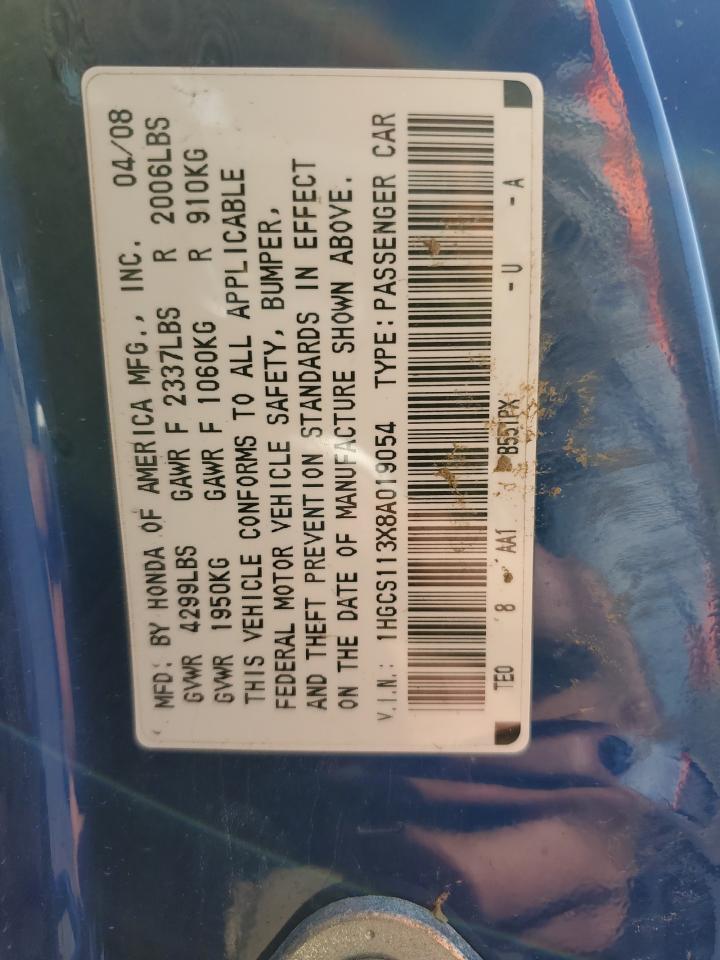 MFD: BY HONDA OF AMERICA MFG., INC. 04/08
GVWR 4299LBS GAWR F 2337LBS R 2006LBS
GVWR 1950KG GAWR F 1060KG R 910KG
THIS VEHICLE CONFORMS TO ALL APPLICABLE
FEDERAL MOTOR VEHICLE SAFETY, BUMPER,
AND THEFT PREVENTION STANDARDS IN EFFECT
ON THE DATE OF MANUFACTURE SHOWN ABOVE.
V.I.N.: 1HGCS113X8A019054 TYPE: PASSENGER CAR
TE0 8 AA1 B551PX -U -A